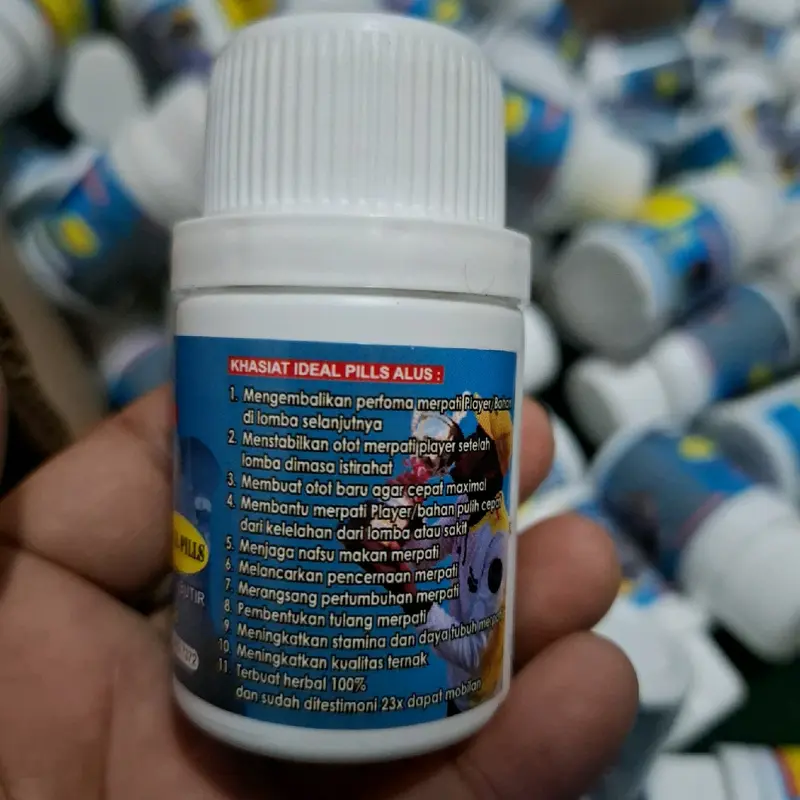 KHASIAT IDEAL PILLS ALUS :
1. Mengembalikan perfoma merpati Player/Bahan
di lomba selanjutnya
2. Menstabilkan otot merpati player setelah
lomba dimasa istirahat
3. Membuat otot baru agar cepat maximal
4. Membantu merpati Player/bahan pulih cepat
dari kelelahan dari lomba atau sakit
5. Menjaga nafsu makan merpati
6. Melancarkan pencernaan merpati
7. Merangsang pertumbuhan merpati
8. Pembentukan tulang merpati
9. Meningkatkan stamina dan daya tubuh merpati
10. Meningkatkan kualitas ternak
11. Terbuat herbal 100%
dan sudah ditestimoni 23x dapat mobilan
PILLS